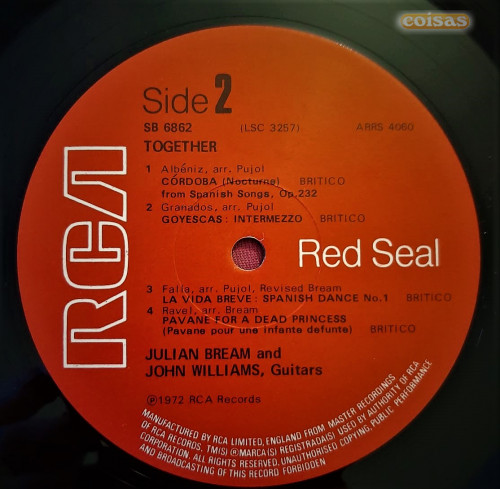 coisas
Side 2
SB 6862 (LSC 3257) ARRS 4060
TOGETHER
1 Albéniz, arr. Pujol
CÓRDOBA (Nocturne) BRITICO
from Spanish Songs, Op.232
2 Granados, arr. Pujol
GOYESCAS: INTERMEZZO BRITICO
RCA
Red Seal
3 Falla, arr. Pujol, Revised Bream
LA VIDA BREVE: SPANISH DANCE No.1 BRITICO
4 Ravel, arr. Bream
PAVANE FOR A DEAD PRINCESS
(Pavane pour une infante defunte) BRITICO
JULIAN BREAM and
JOHN WILLIAMS, Guitars
Ⓟ1972 RCA Records
MANUFACTURED BY RCA LIMITED, ENGLAND FROM MASTER RECORDINGS
OF RCA RECORDS, TM(S) ® MARCA(S) REGISTRADA(S) USED BY AUTHORITY OF RCA
CORPORATION. ALL RIGHTS RESERVED. UNAUTHORISED COPYING, PUBLIC PERFORMANCE
AND BROADCASTING OF THIS RECORD FORBIDDEN